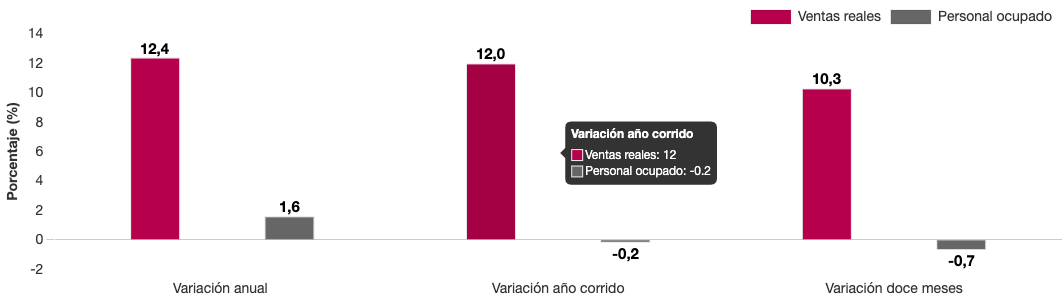 Ventas reales
Personal ocupado
Porcentaje (%)
14
12
10
8
6
4
2
0
-2
12,4
1,6
12,0
-0,2
10,3
-0,7
Variación año corrido
Ventas reales: 12
Personal ocupado: -0.2
Variación anual
Variación año corrido
Variación doce meses